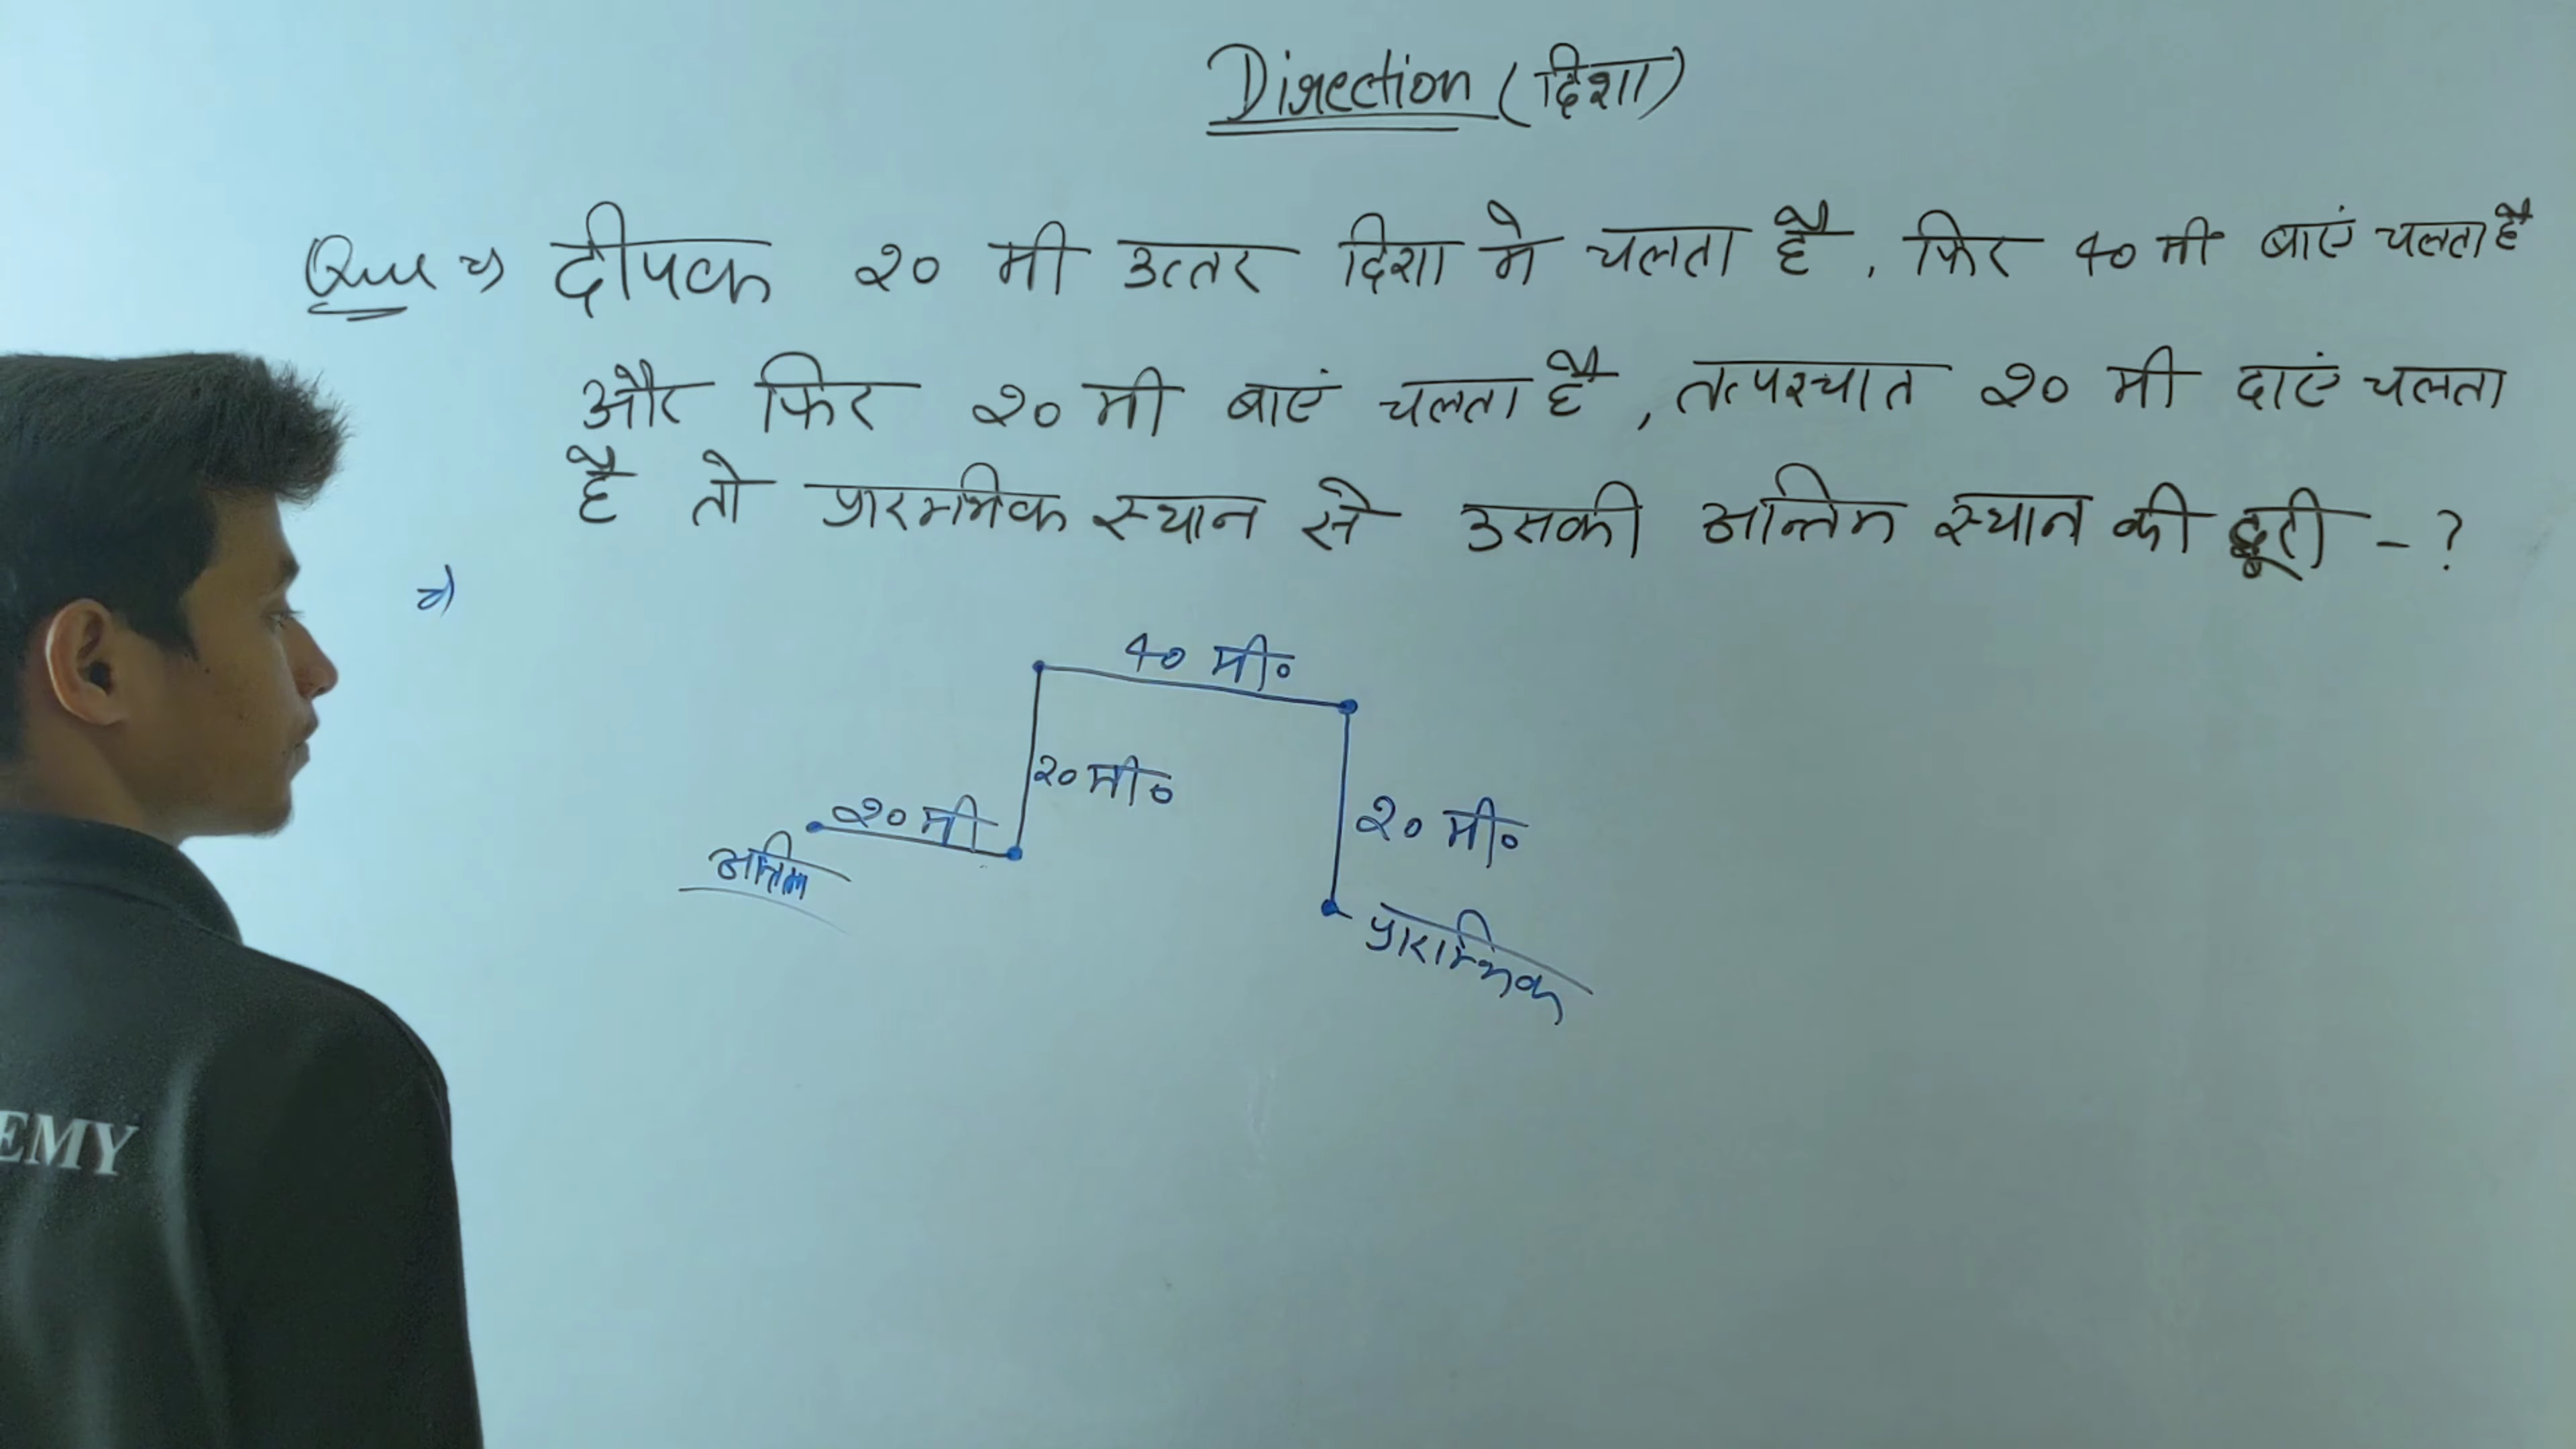 Direction (दिशा)
Que → दीपक 20 मी उत्तर दिशा मे चलता है, फिर 40 मी बाएं चलता है
और फिर 20 मी बाएं चलता है, तत्पश्चात 20 मी दाएं चलता
है तो प्रारम्भिक स्थान से उसकी अन्तिम स्थान की दूरी - ?
→
40 मी०
20 मी०
20 मी
20 मी०
अन्तिम
प्रारम्भिक
EMY